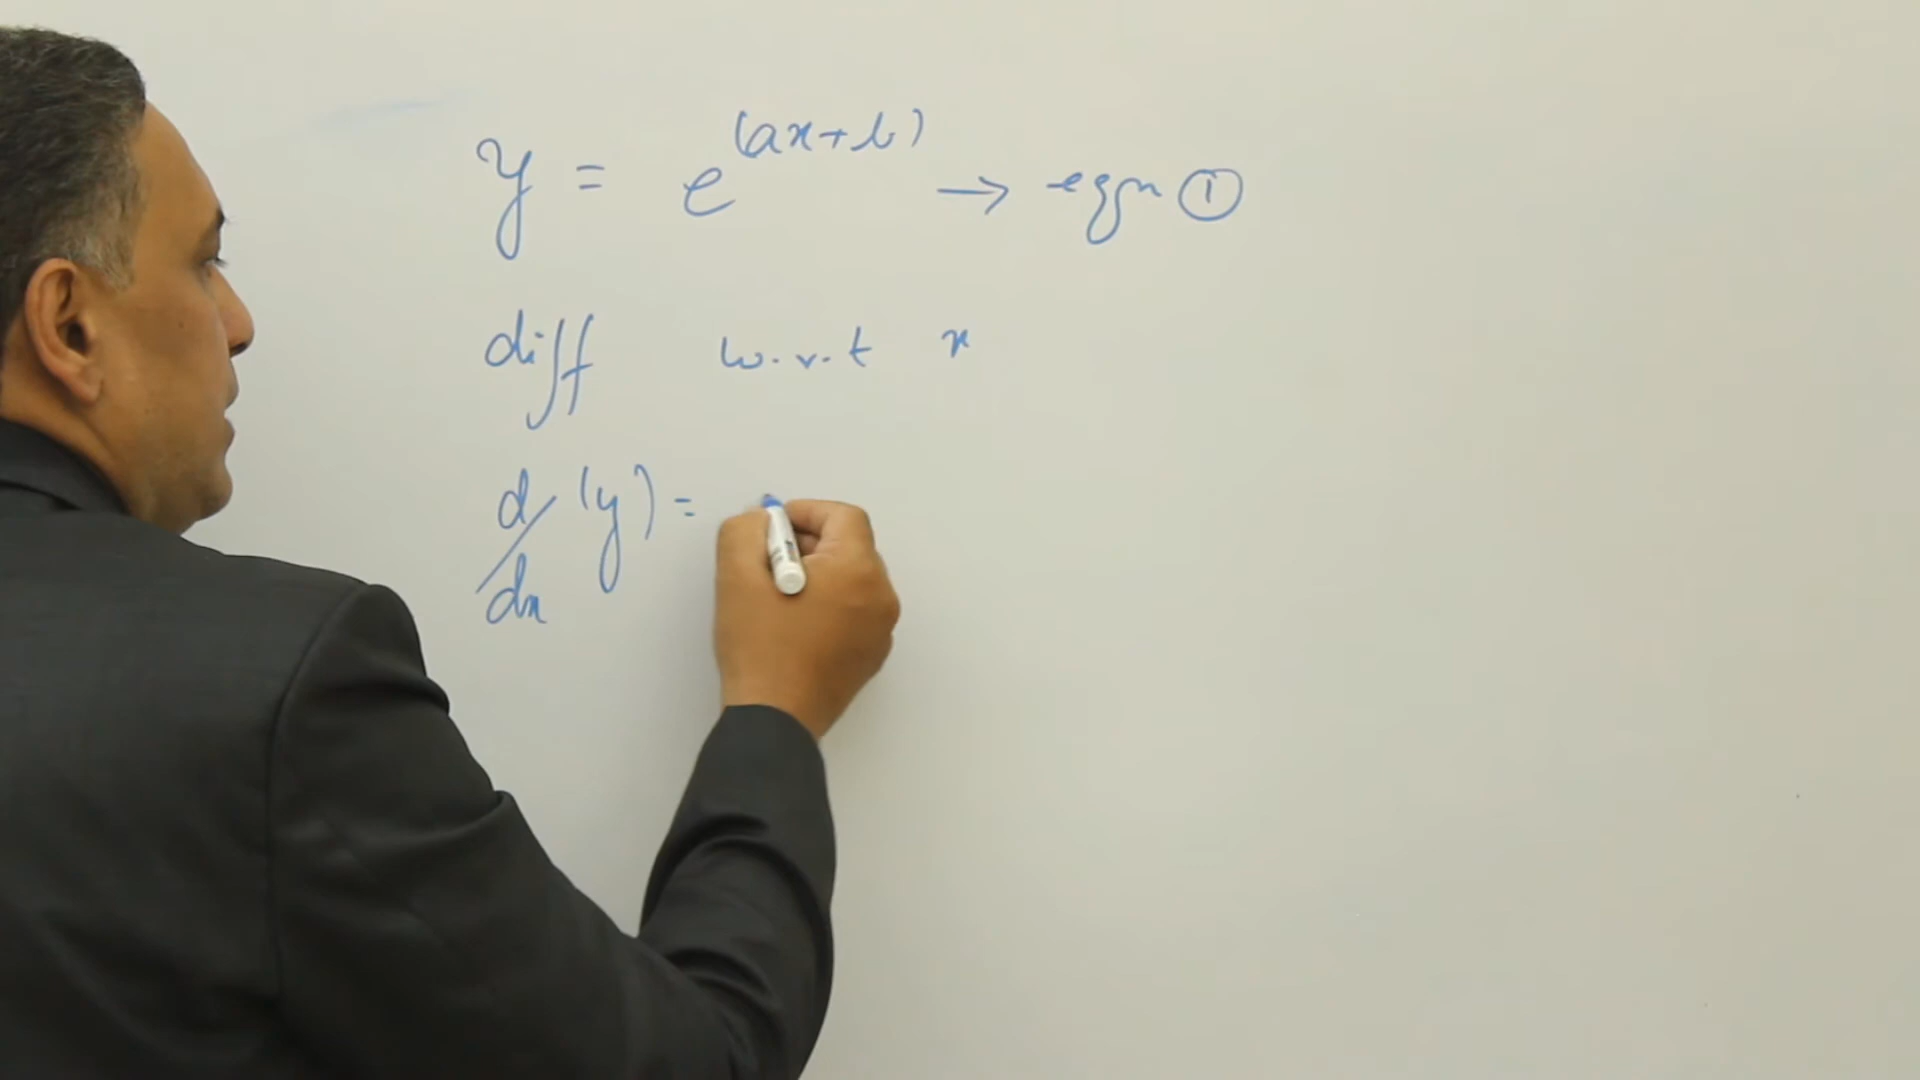 y = e^(ax+b) → eqn ①
diff w.r.t x
d/dx (y) =